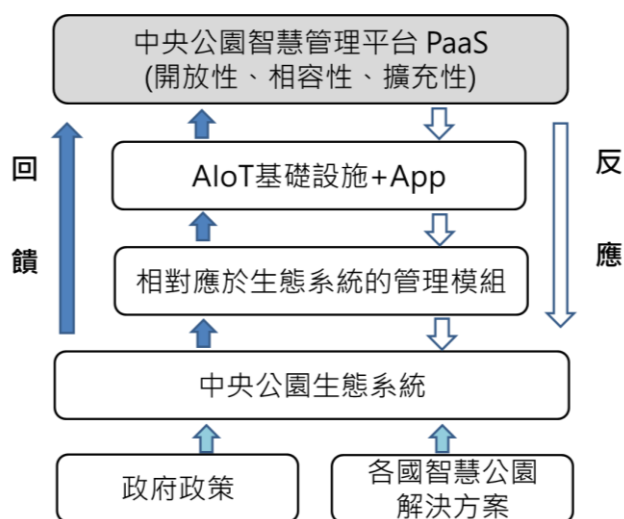 中央公園智慧管理平台 PaaS
(開放性、相容性、擴充性)
AIoT基礎設施+App
回饋
反應
相對應於生態系統的管理模組
中央公園生態系統
政府政策
各國智慧公園
解決方案